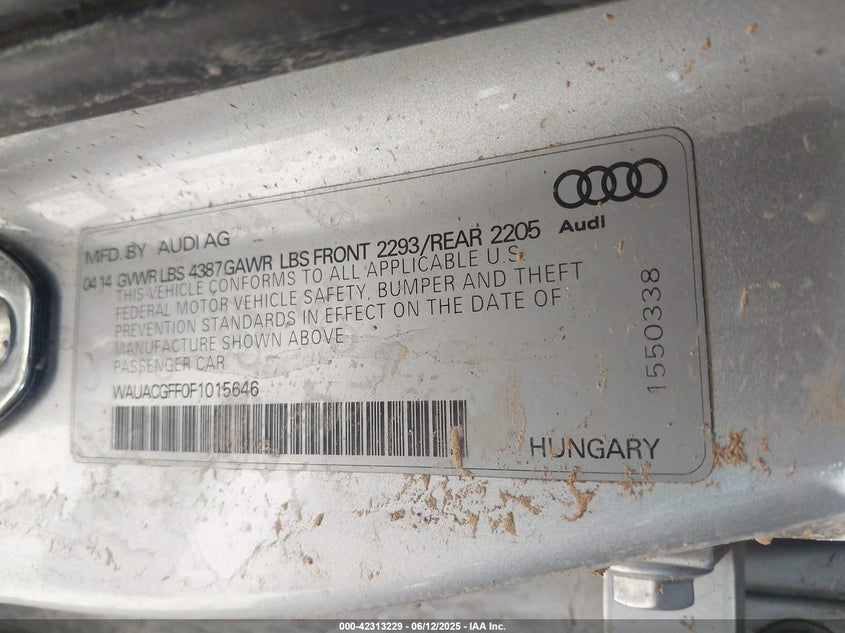 Audi
MFD. BY AUDI AG
0414 GVWR LBS 4387 GAWR LBS FRONT 2293/REAR 2205
THIS VEHICLE CONFORMS TO ALL APPLICABLE U.S.
FEDERAL MOTOR VEHICLE SAFETY, BUMPER AND THEFT
PREVENTION STANDARDS IN EFFECT ON THE DATE OF
MANUFACTURE SHOWN ABOVE
PASSENGER CAR
WAUACGFF0F1015646
HUNGARY
1550338
000-42313229 - 06/12/2025 - IAA Inc.